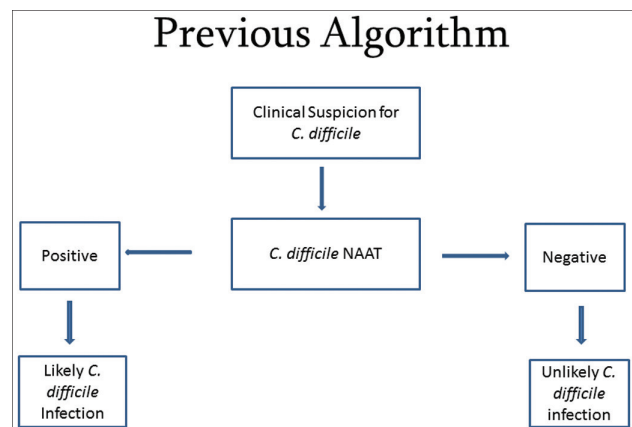 Previous Algorithm
Clinical Suspicion for
C. difficile
Positive
C. difficile NAAT
Negative
Likely C.
difficile
Infection
Unlikely C.
difficile
infection